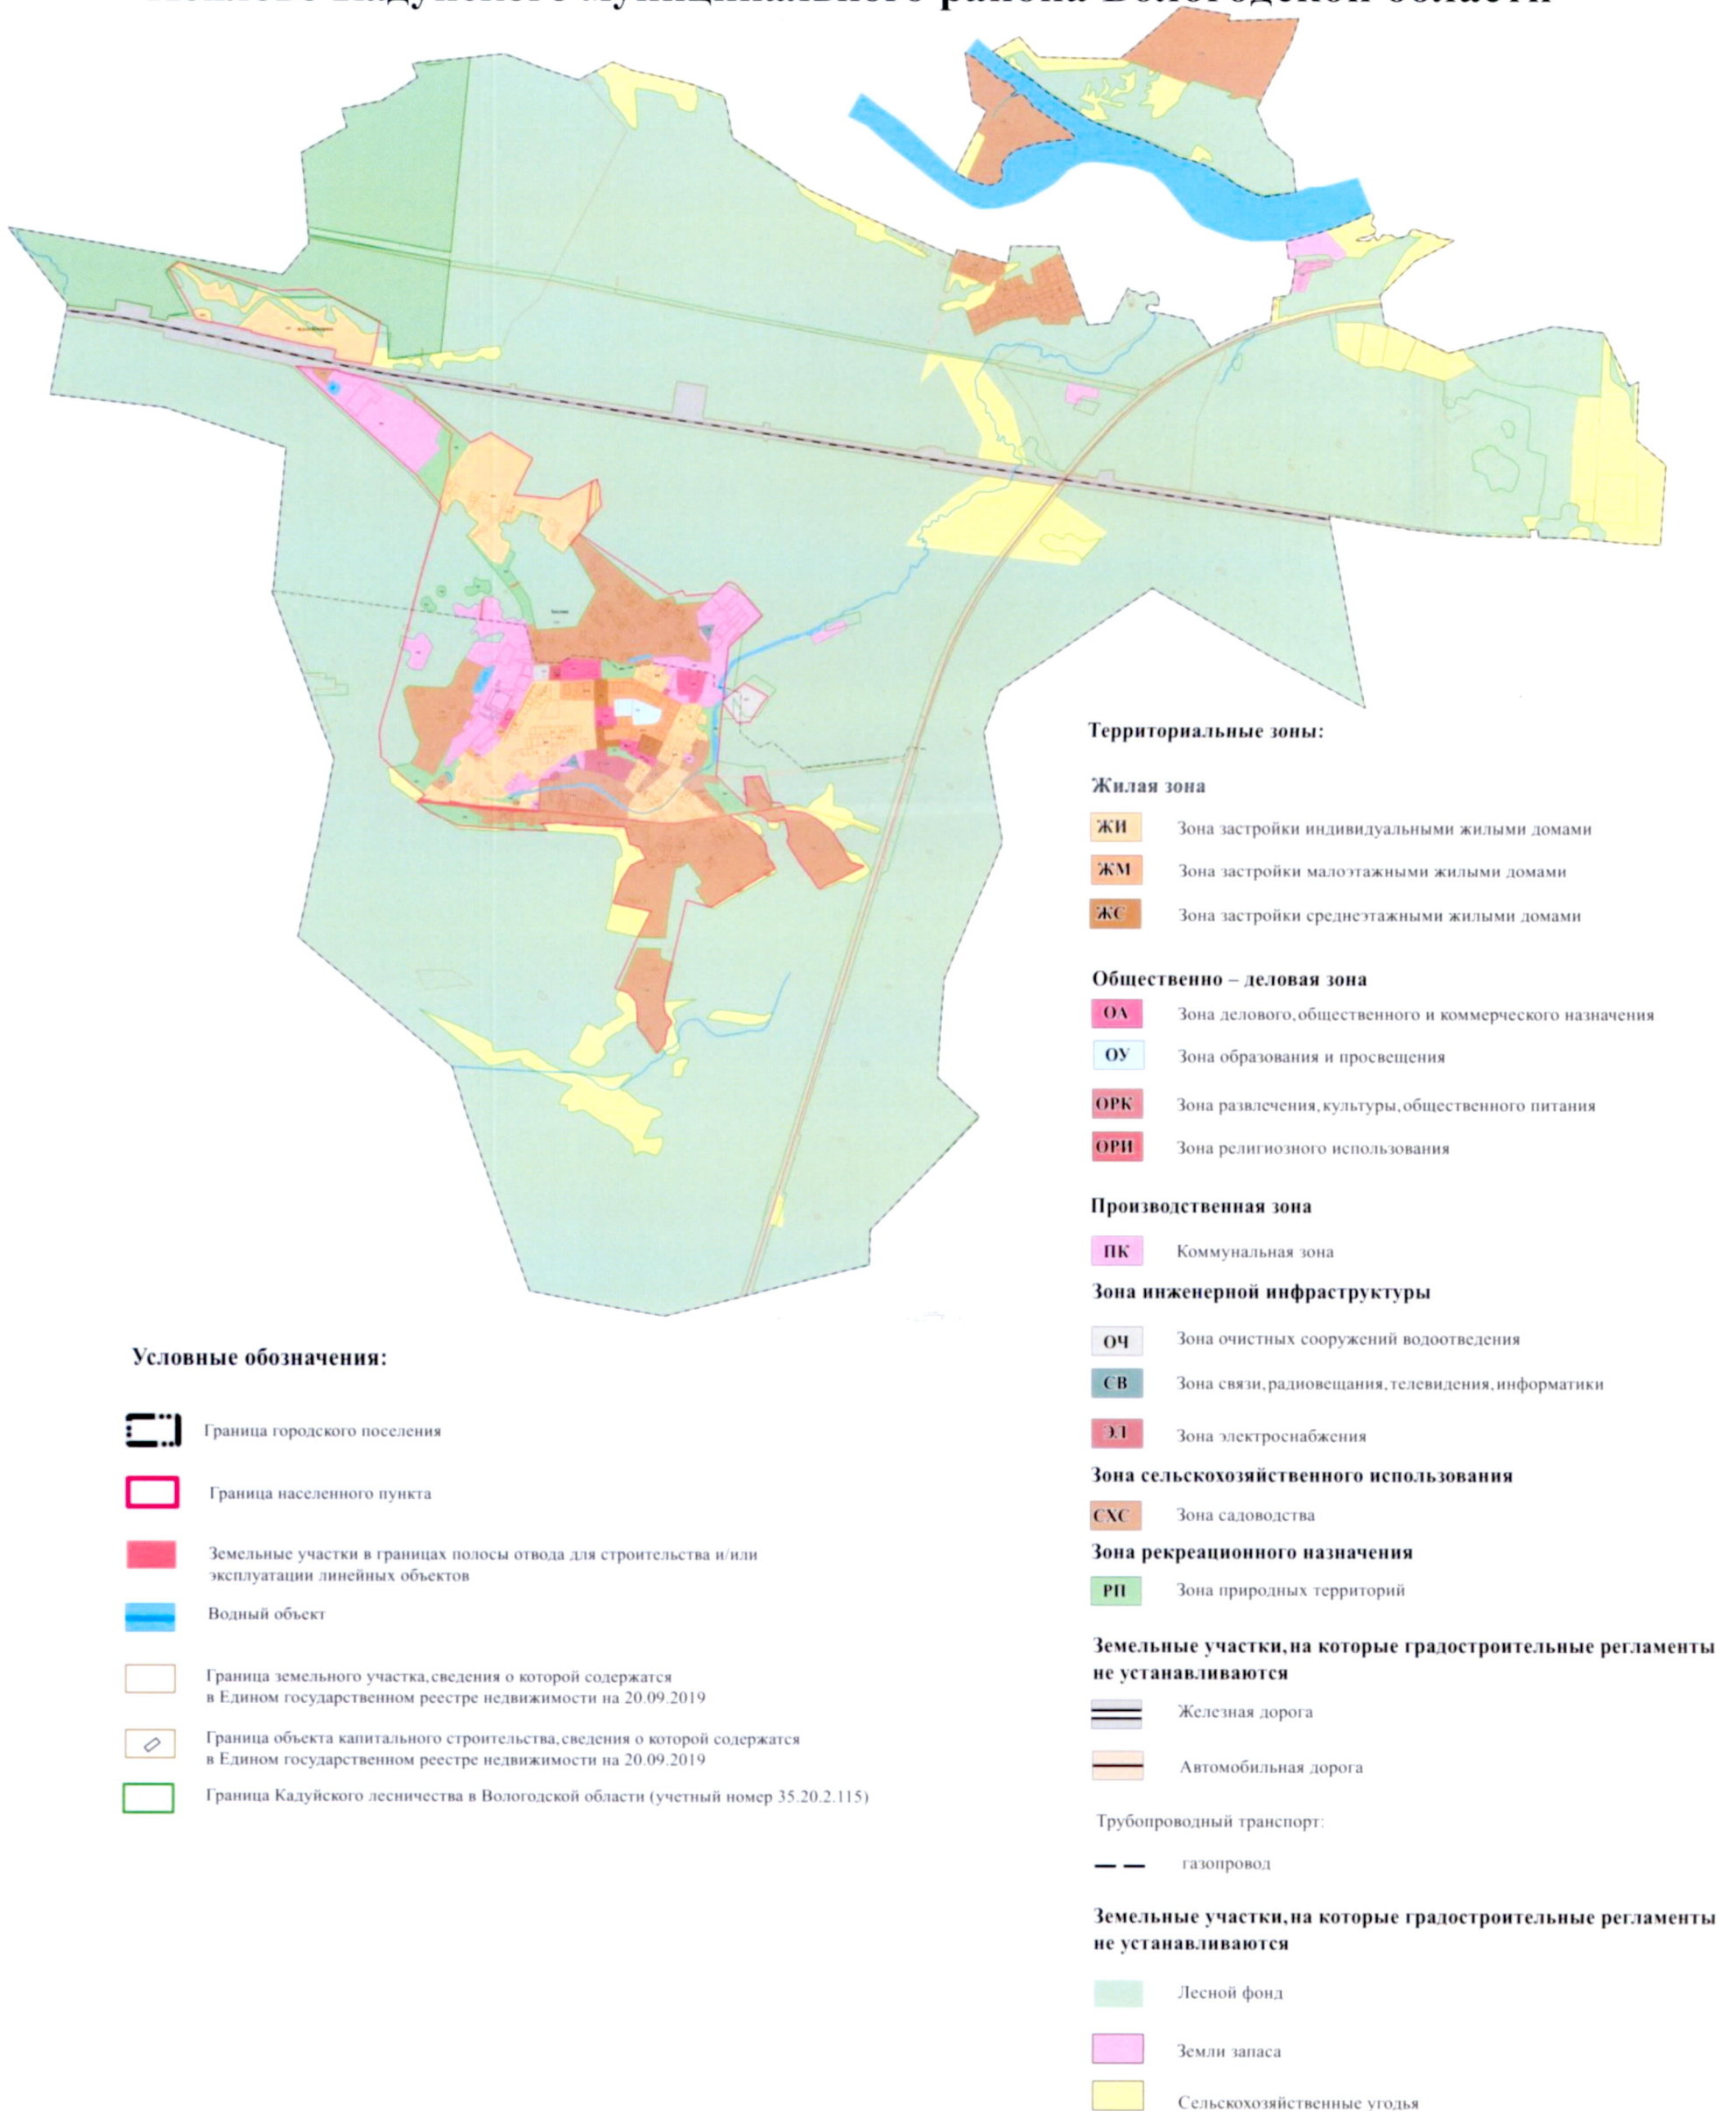 Кадуйского муниципального района Вологодской области
Территориальные зоны:
Жилая зона
ЖИ Зона застройки индивидуальными жилыми домами
ЖМ Зона застройки малоэтажными жилыми домами
ЖС Зона застройки среднеэтажными жилыми домами
Общественно – деловая зона
ОА Зона делового, общественного и коммерческого назначения
ОУ Зона образования и просвещения
ОРК Зона развлечения, культуры, общественного питания
ОРИ Зона религиозного использования
Производственная зона
ПК Коммунальная зона
Зона инженерной инфраструктуры
ОЧ Зона очистных сооружений водоотведения
СВ Зона связи, радиовещания, телевидения, информатики
ЭЛ Зона электроснабжения
Зона сельскохозяйственного использования
СХС Зона садоводства
Зона рекреационного назначения
РП Зона природных территорий
Земельные участки, на которые градостроительные регламенты
не устанавливаются
Железная дорога
Автомобильная дорога
Трубопроводный транспорт:
газопровод
Земельные участки, на которые градостроительные регламенты
не устанавливаются
Лесной фонд
Земли запаса
Сельскохозяйственные угодья
Условные обозначения:
Граница городского поселения
Граница населенного пункта
Земельные участки в границах полосы отвода для строительства и/или
эксплуатации линейных объектов
Водный объект
Граница земельного участка, сведения о которой содержатся
в Едином государственном реестре недвижимости на 20.09.2019
Граница объекта капитального строительства, сведения о которой содержатся
в Едином государственном реестре недвижимости на 20.09.2019
Граница Кадуйского лесничества в Вологодской области (учетный номер 35.20.2.115)